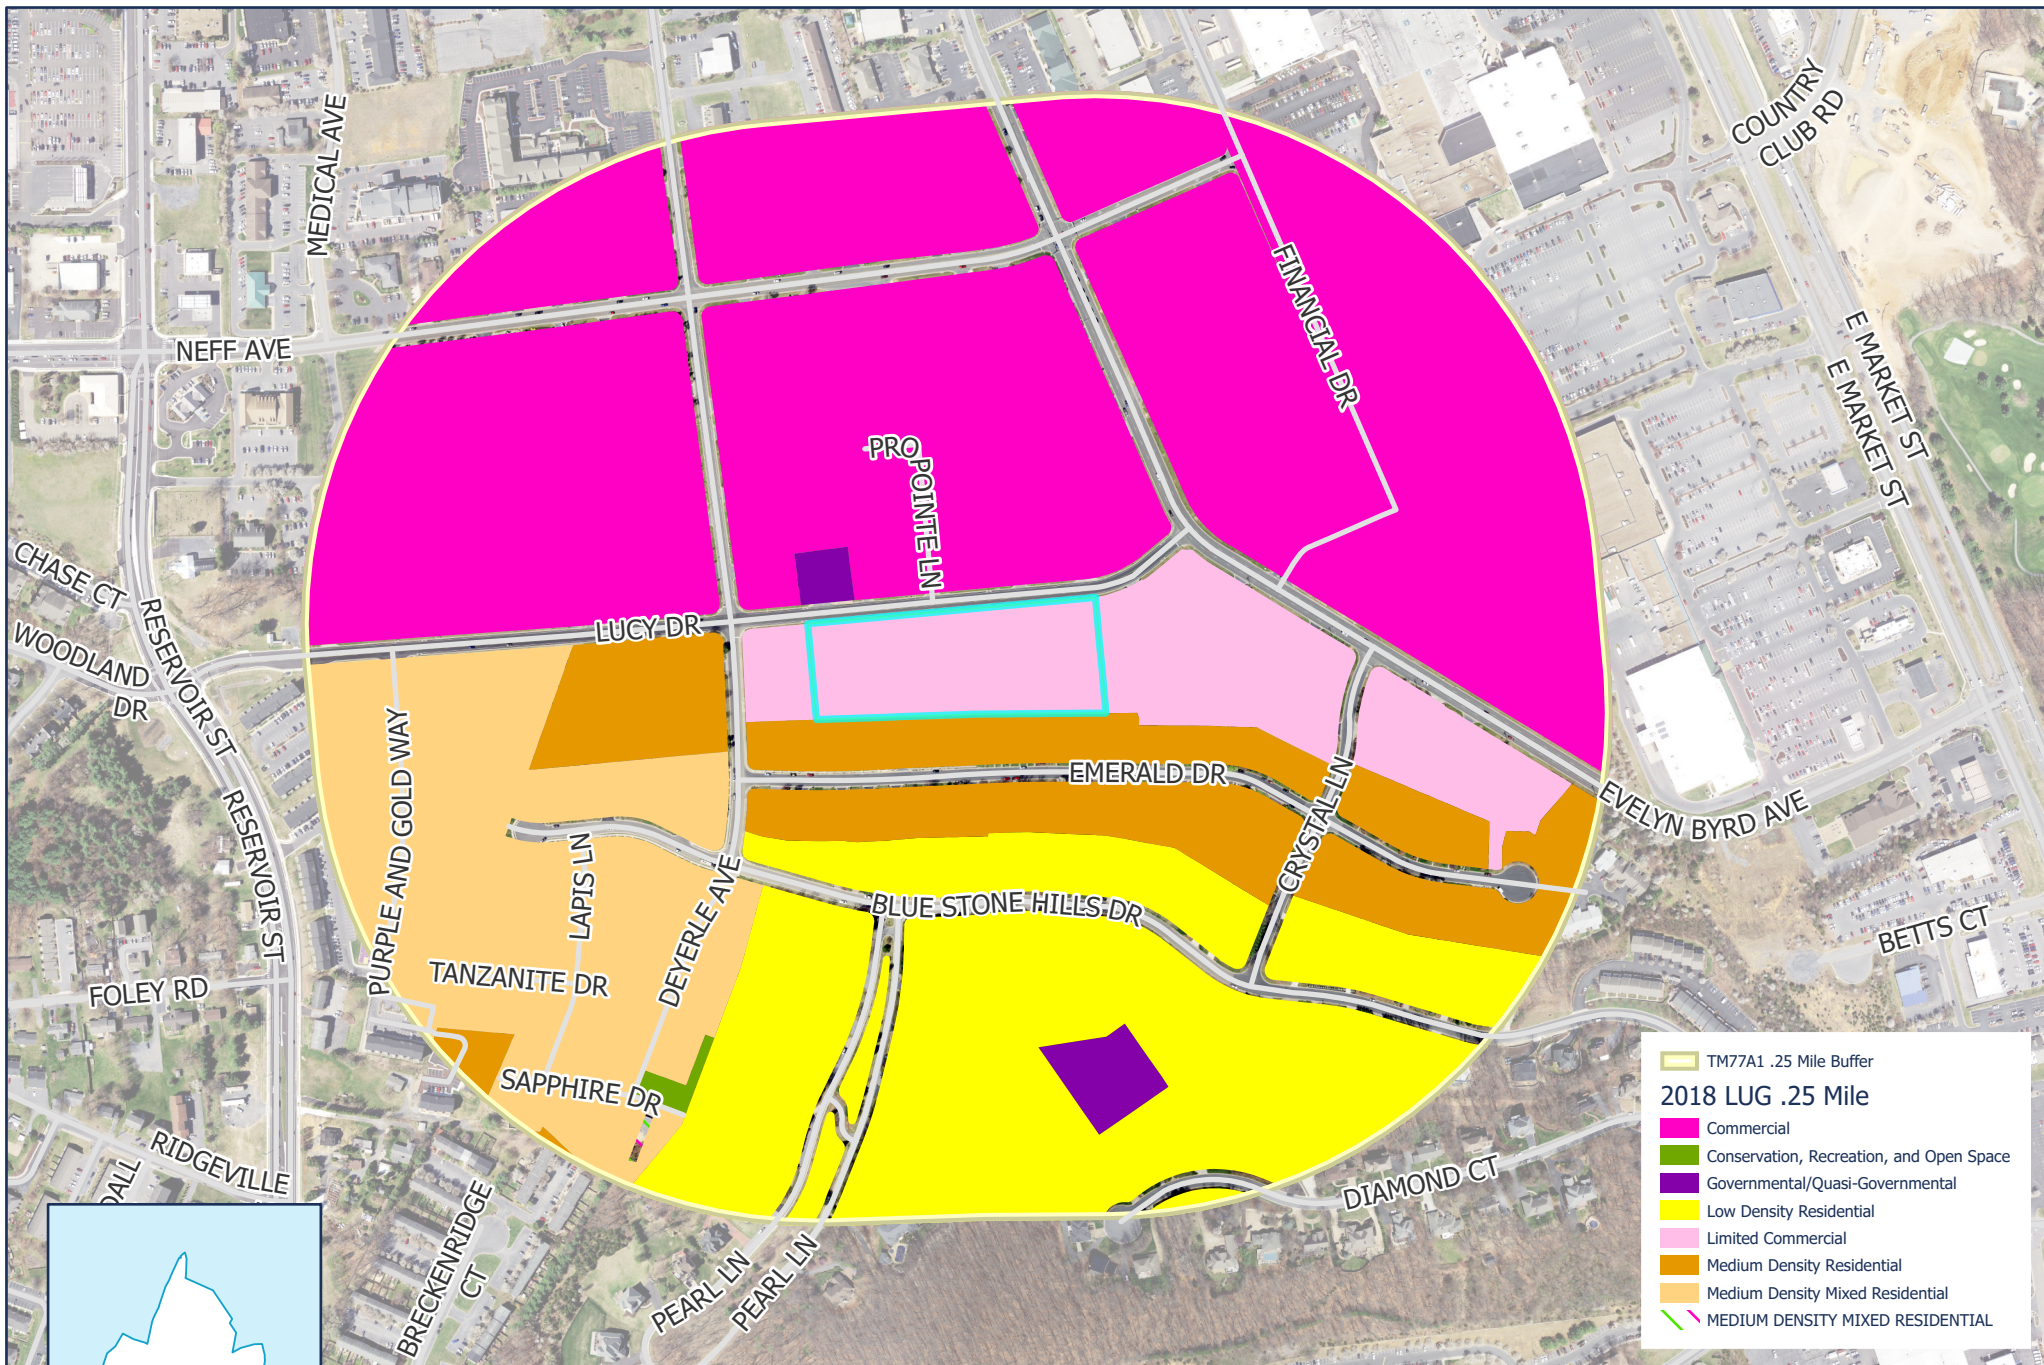 COUNTRY
CLUB RD
MEDICAL AVE
FINANCIAL DR
NEFF AVE
E MARKET ST
E MARKET ST
PRO POINTE LN
CHASE CT
RESERVOIR ST
LUCY DR
WOODLAND
DR
PURPLE AND GOLD WAY
EMERALD DR
CRYSTAL LN
EVELYN BYRD AVE
RESERVOIR ST
LAPIS LN
DEYERLE AVE
BLUE STONE HILLS DR
BETTS CT
TANZANITE DR
FOLEY RD
SAPPHIRE DR
RIDGEVILLE
DALL
BRECKENRIDGE
CT
PEARL LN
PEARL LN
DIAMOND CT
TM77A1 .25 Mile Buffer
2018 LUG .25 Mile
Commercial
Conservation, Recreation, and Open Space
Governmental/Quasi-Governmental
Low Density Residential
Limited Commercial
Medium Density Residential
Medium Density Mixed Residential
MEDIUM DENSITY MIXED RESIDENTIAL